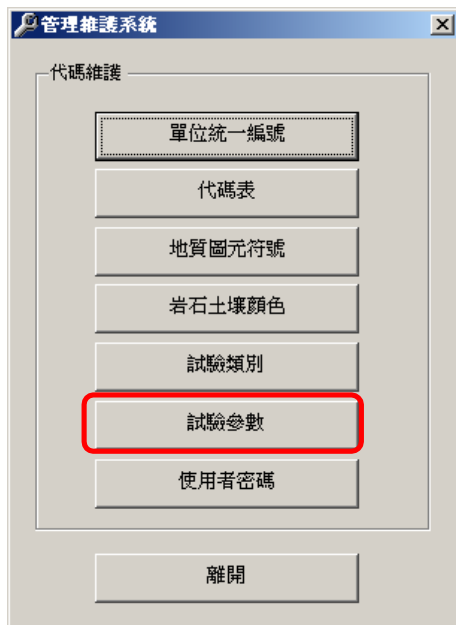 管理維護系統
代碼維護
單位統一編號
代碼表
地質圖元符號
岩石土壤顏色
試驗類別
試驗參數
使用者密碼
離開